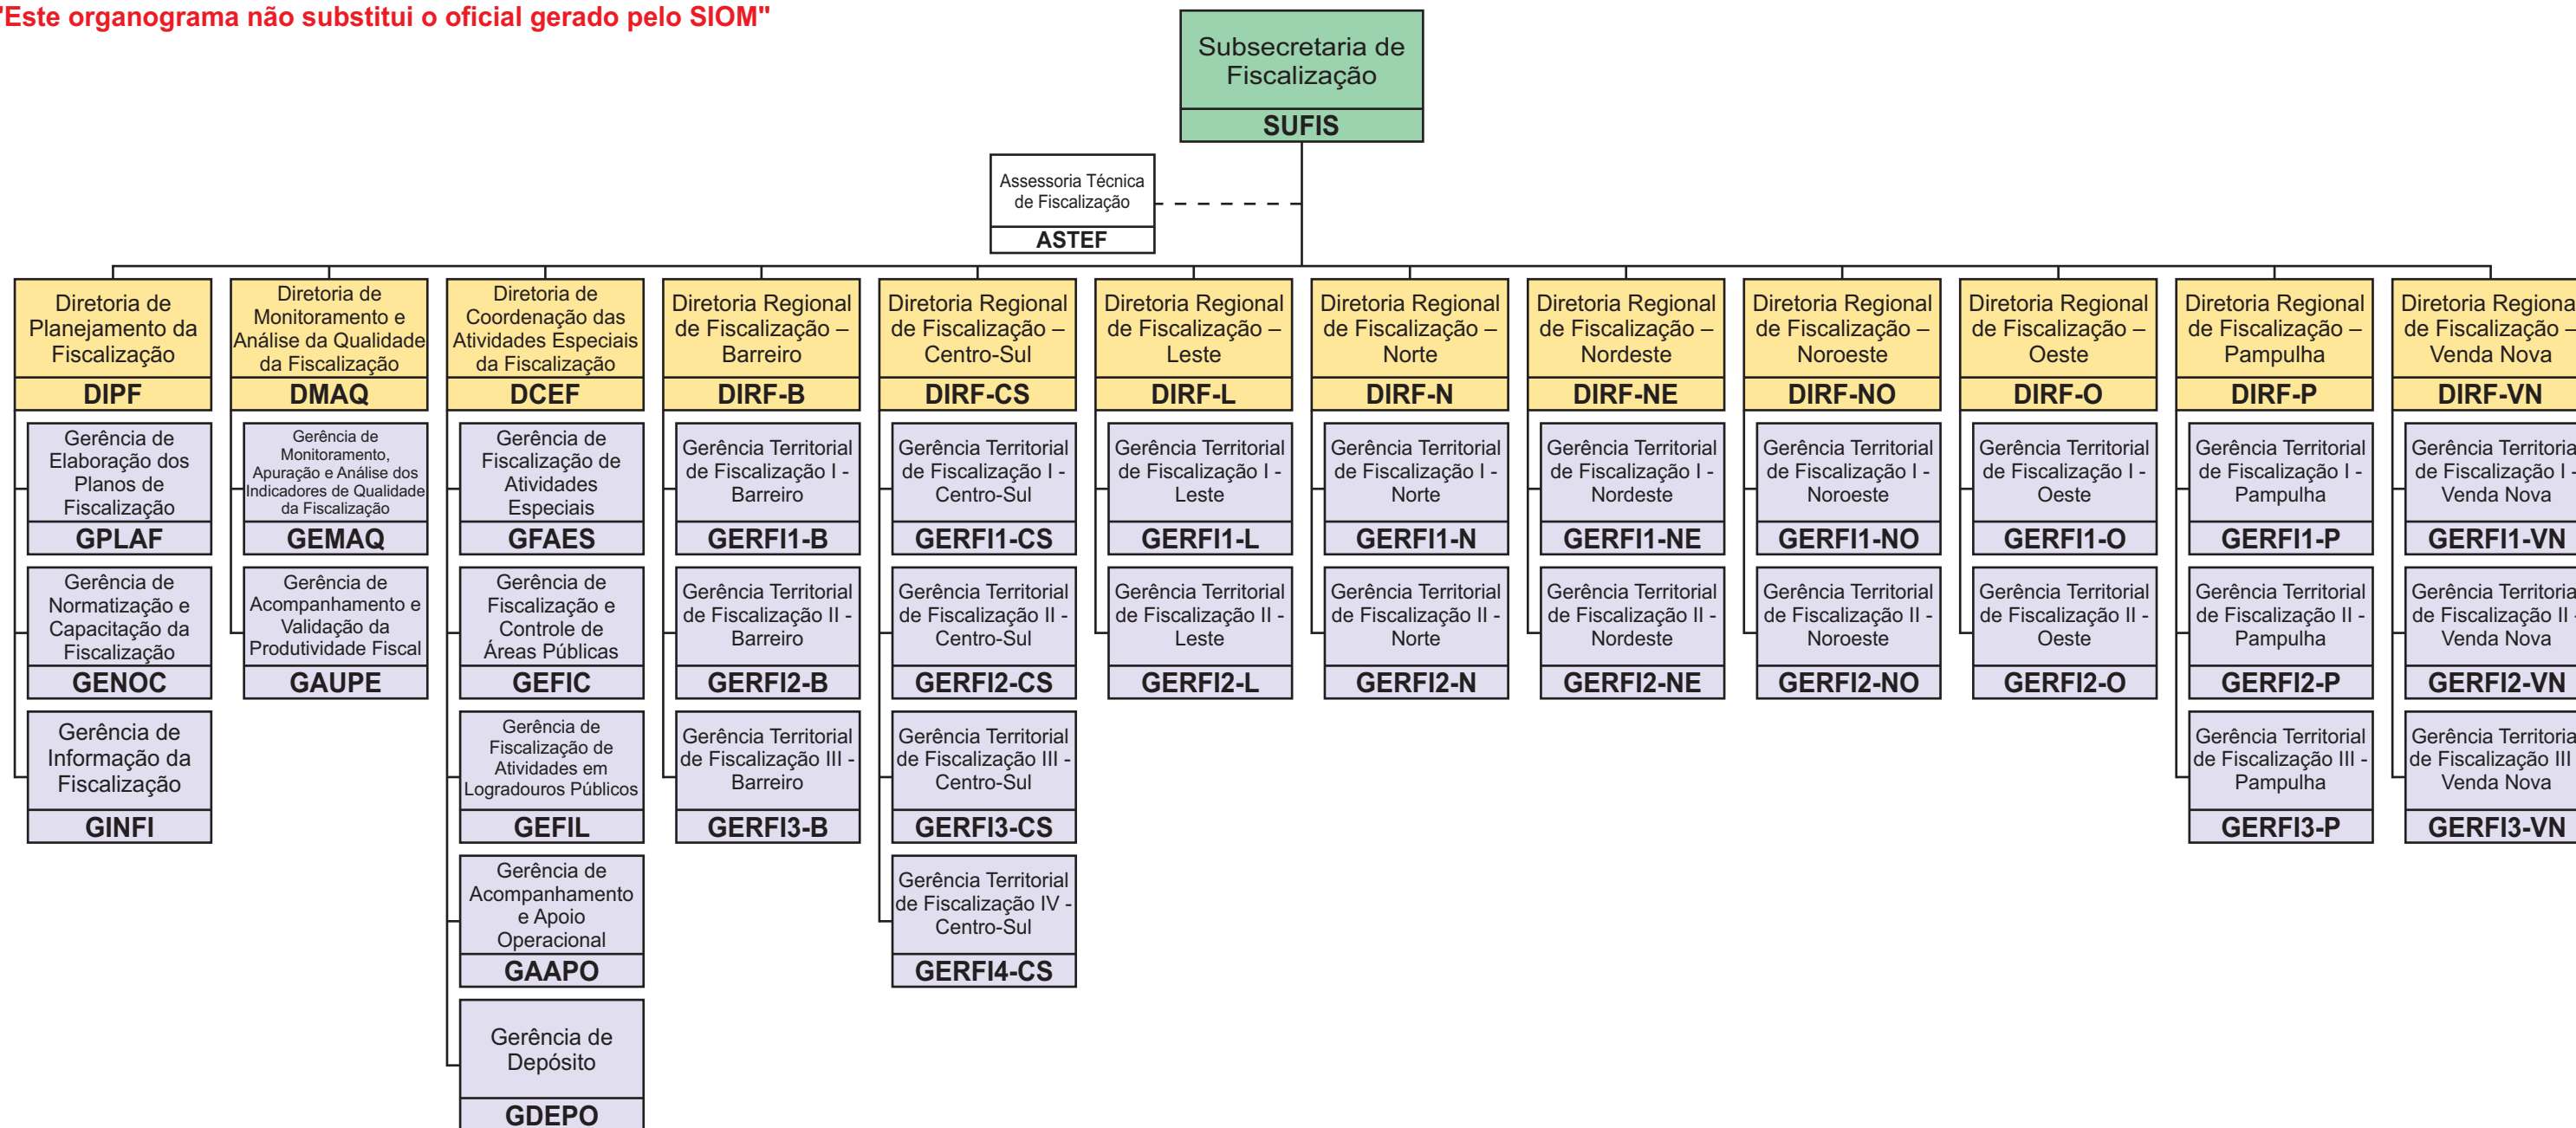 "Este organograma não substitui o oficial gerado pelo SIOM"
Subsecretaria de
Fiscalização
SUFIS
Assessoria Técnica
de Fiscalização
ASTEF
Diretoria de
Planejamento da
Fiscalização
DIPF
Diretoria de
Monitoramento e
Análise da Qualidade
da Fiscalização
DMAQ
Diretoria de
Coordenação das
Atividades Especiais
da Fiscalização
DCEF
Diretoria Regional
de Fiscalização –
Barreiro
DIRF-B
Diretoria Regional
de Fiscalização –
Centro-Sul
DIRF-CS
Diretoria Regional
de Fiscalização –
Leste
DIRF-L
Diretoria Regional
de Fiscalização –
Norte
DIRF-N
Diretoria Regional
de Fiscalização –
Nordeste
DIRF-NE
Diretoria Regional
de Fiscalização –
Noroeste
DIRF-NO
Diretoria Regional
de Fiscalização –
Oeste
DIRF-O
Diretoria Regional
de Fiscalização –
Pampulha
DIRF-P
Diretoria Regiona
de Fiscalização –
Venda Nova
DIRF-VN
Gerência de
Elaboração dos
Planos de
Fiscalização
GPLAF
Gerência de
Monitoramento,
Apuração e Análise dos
Indicadores de Qualidade
da Fiscalização
GEMAQ
Gerência de
Fiscalização de
Atividades
Especiais
GFAES
Gerência Territorial
de Fiscalização I -
Barreiro
GERFI1-B
Gerência Territorial
de Fiscalização I -
Centro-Sul
GERFI1-CS
Gerência Territorial
de Fiscalização I -
Leste
GERFI1-L
Gerência Territorial
de Fiscalização I -
Norte
GERFI1-N
Gerência Territorial
de Fiscalização I -
Nordeste
GERFI1-NE
Gerência Territorial
de Fiscalização I -
Noroeste
GERFI1-NO
Gerência Territorial
de Fiscalização I -
Oeste
GERFI1-O
Gerência Territorial
de Fiscalização I -
Pampulha
GERFI1-P
Gerência Territoria
de Fiscalização I -
Venda Nova
GERFI1-VN
Gerência de
Normatização e
Capacitação da
Fiscalização
GENOC
Gerência de
Acompanhamento e
Validação da
Produtividade Fiscal
GAUPE
Gerência de
Fiscalização e
Controle de
Áreas Públicas
GEFIC
Gerência Territorial
de Fiscalização II -
Barreiro
GERFI2-B
Gerência Territorial
de Fiscalização II -
Centro-Sul
GERFI2-CS
Gerência Territorial
de Fiscalização II -
Leste
GERFI2-L
Gerência Territorial
de Fiscalização II -
Norte
GERFI2-N
Gerência Territorial
de Fiscalização II -
Nordeste
GERFI2-NE
Gerência Territorial
de Fiscalização II -
Noroeste
GERFI2-NO
Gerência Territorial
de Fiscalização II -
Oeste
GERFI2-O
Gerência Territorial
de Fiscalização II -
Pampulha
GERFI2-P
Gerência Territoria
de Fiscalização II -
Venda Nova
GERFI2-VN
Gerência de
Informação da
Fiscalização
GINFI
Gerência de
Fiscalização de
Atividades em
Logradouros Públicos
GEFIL
Gerência Territorial
de Fiscalização III -
Barreiro
GERFI3-B
Gerência Territorial
de Fiscalização III -
Centro-Sul
GERFI3-CS
Gerência Territorial
de Fiscalização III -
Pampulha
GERFI3-P
Gerência Territoria
de Fiscalização III
Venda Nova
GERFI3-VN
Gerência de
Acompanhamento
e Apoio
Operacional
GAAPO
Gerência Territorial
de Fiscalização IV -
Centro-Sul
GERFI4-CS
Gerência de
Depósito
GDEPO